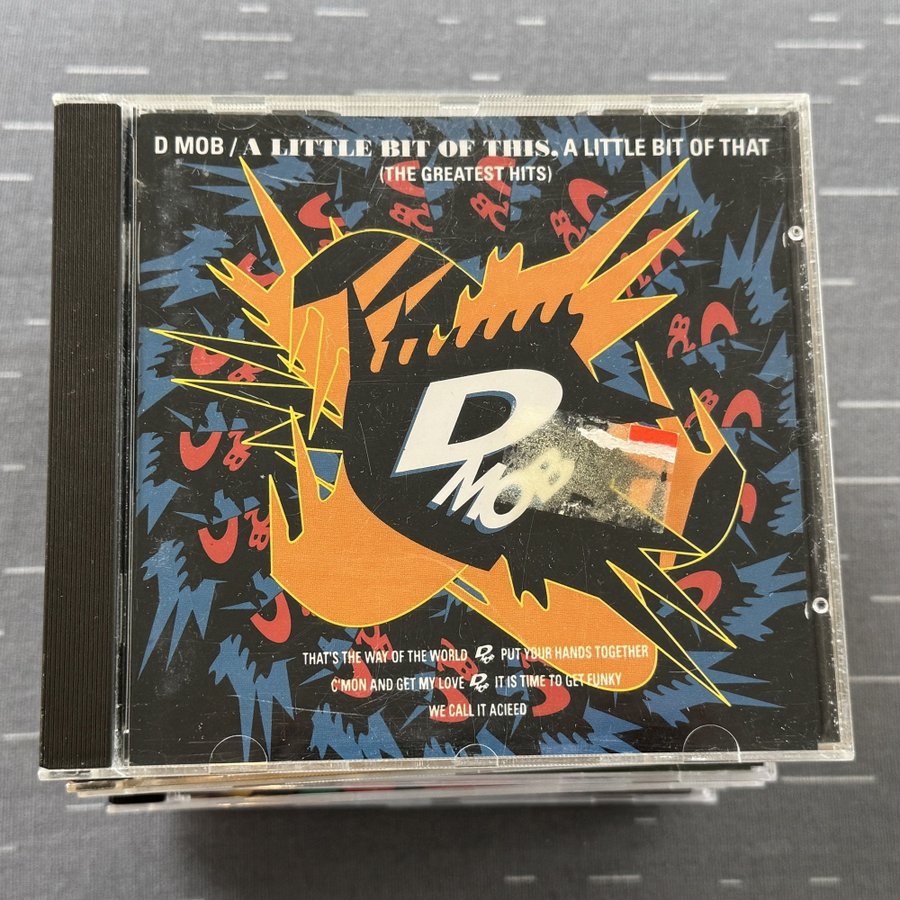 D MOB / A LITTLE BIT OF THIS, A LITTLE BIT OF THAT
(THE GREATEST HITS)
D
MOB
THAT'S THE WAY OF THE WORLD D MOB PUT YOUR HANDS TOGETHER
C'MON AND GET MY LOVE D MOB IT IS TIME TO GET FUNKY
WE CALL IT ACIEED